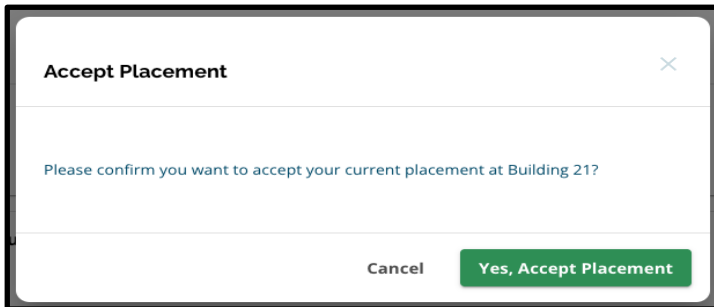 Accept Placement
Please confirm you want to accept your current placement at Building 21?
Cancel
Yes, Accept Placement